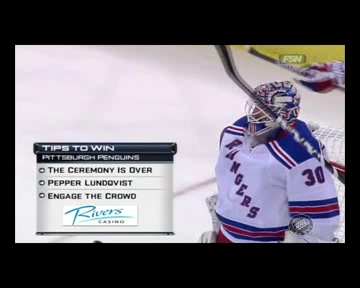 FSN
TIPS TO WIN
PITTSBURGH PENGUINS
THE CEREMONY IS OVER
PEPPER LUNDQVIST
ENGAGE THE CROWD
Rivers
CASINO
RANGERS
30